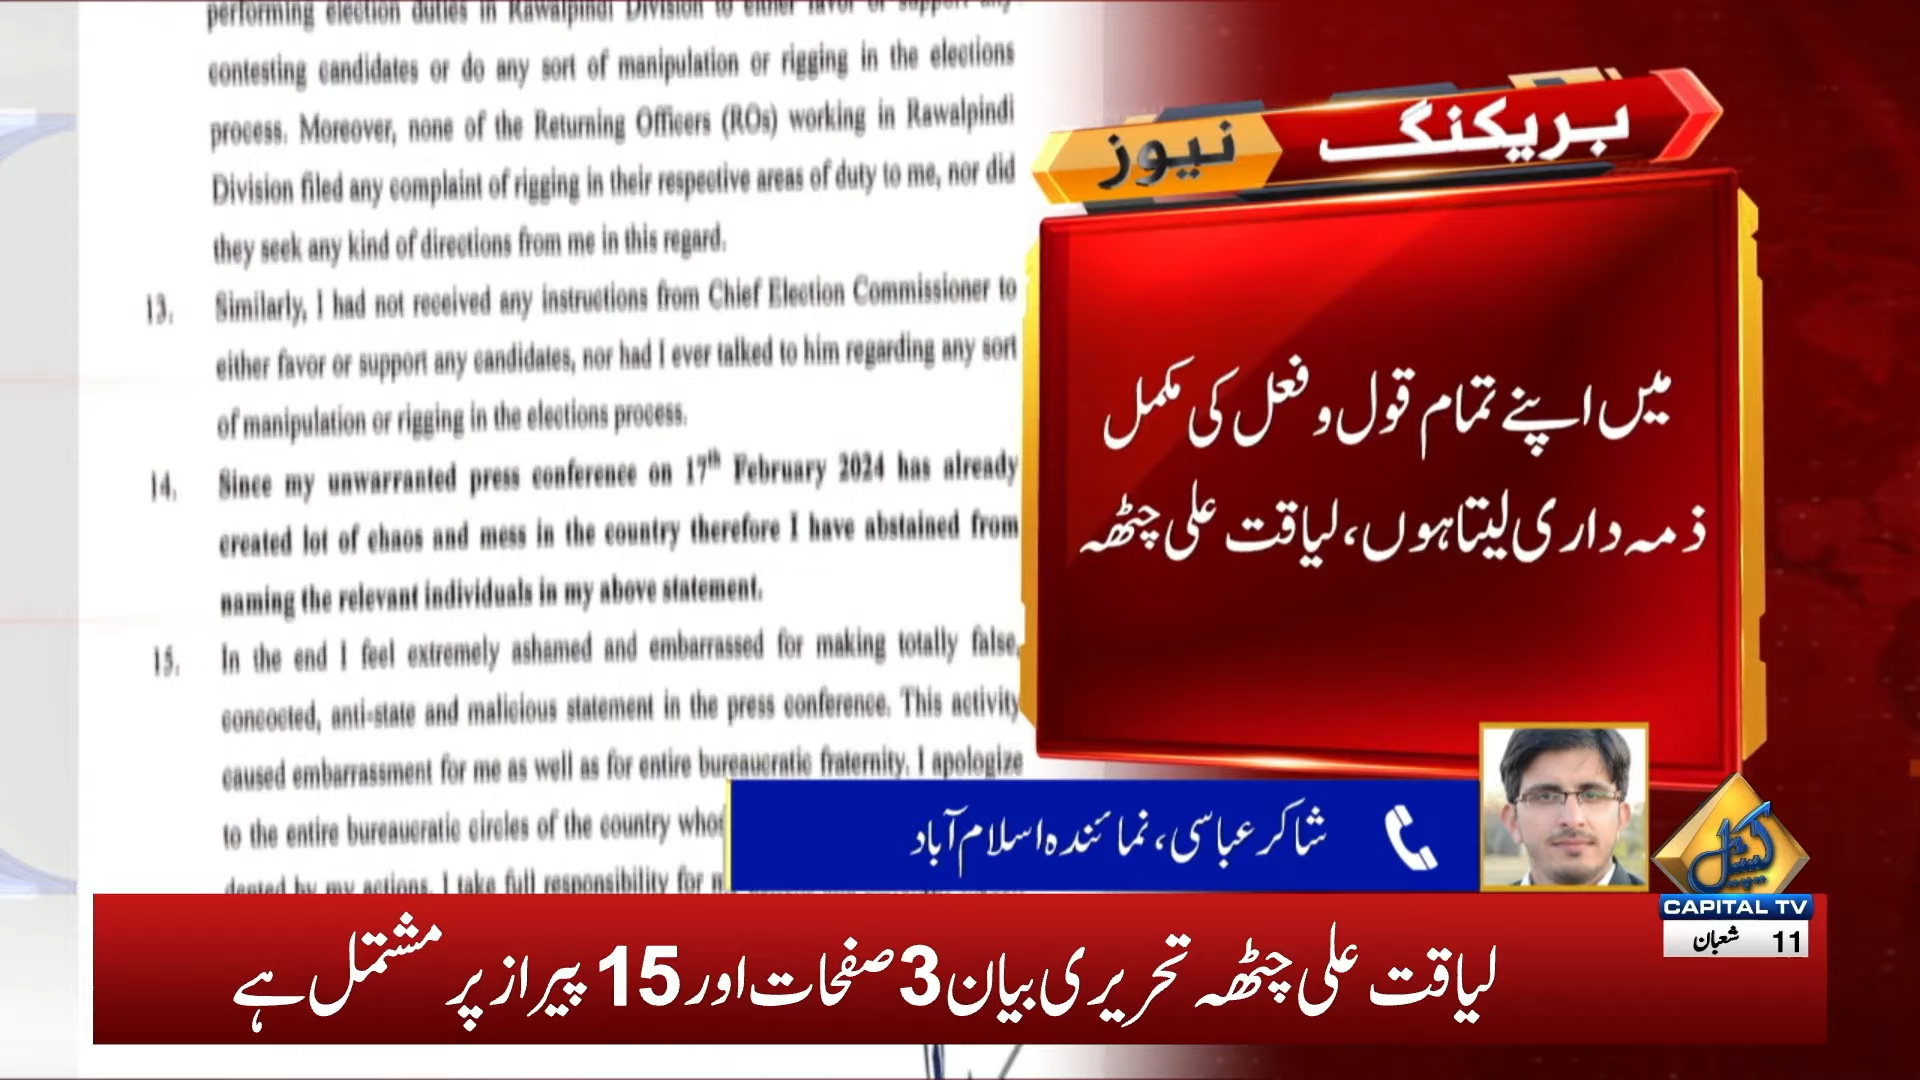 performing election duties in Rawalpindi Division to either favor or support any
contesting candidates or do any sort of manipulation or rigging in the elections
process. Moreover, none of the Returning Officers (ROs) working in Rawalpindi
Division filed any complaint of rigging in their respective areas of duty to me, nor did
they seek any kind of directions from me in this regard.
13. Similarly, I had not received any instructions from Chief Election Commissioner to
either favor or support any candidates, nor had I ever talked to him regarding any sort
of manipulation or rigging in the elections process.
14. Since my unwarranted press conference on 17th February 2024 has already
created lot of chaos and mess in the country therefore I have abstained from
naming the relevant individuals in my above statement.
15. In the end I feel extremely ashamed and embarrassed for making totally false,
concocted, anti-state and malicious statement in the press conference. This activity
caused embarrassment for me as well as for entire bureaucratic fraternity. I apologize
to the entire bureaucratic circles of the country who
dented by my actions. I take full responsibility for
بریکنگ نیوز
میں اپنے تمام قول و فعل کی مکمل
ذمہ داری لیتا ہوں، لیاقت علی چٹھہ
شاکر عباسی، نمائندہ اسلام آباد
کیپیٹل
CAPITAL TV
11 شعبان
لیاقت علی چٹھہ تحریری بیان 3 صفحات اور 15 پیراز پر مشتمل ہے